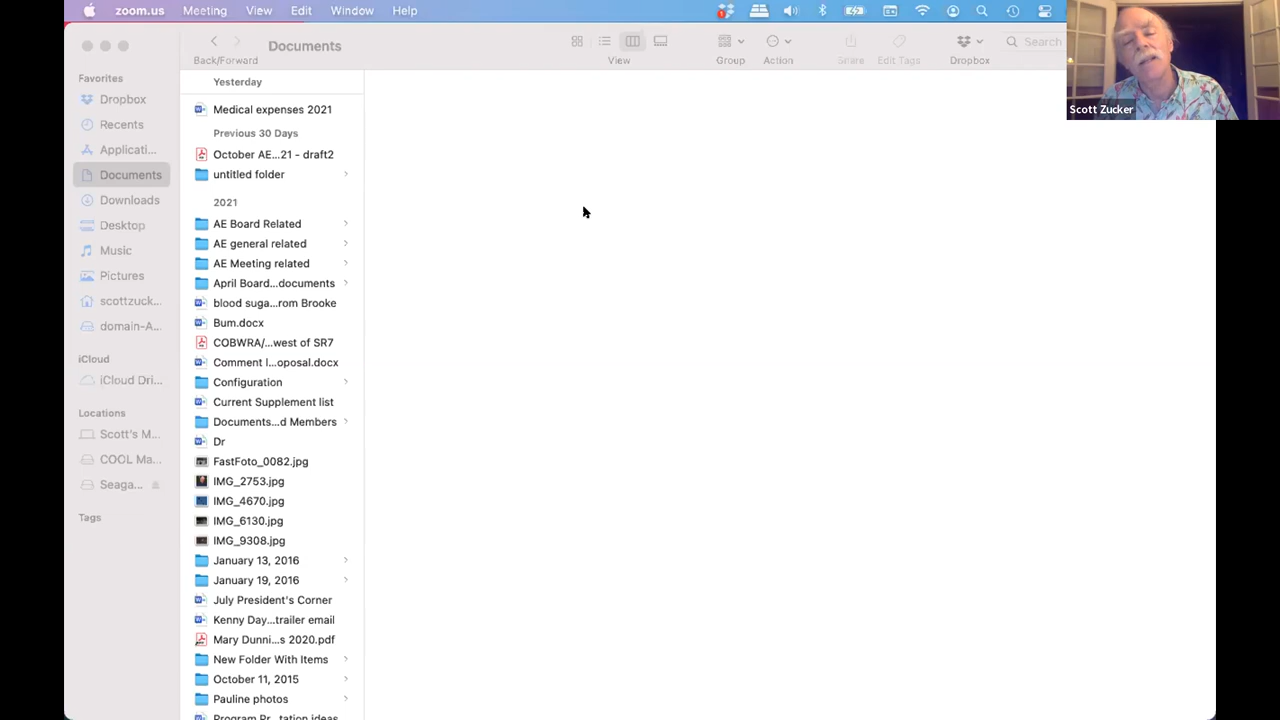 zoom.us Meeting View Edit Window Help
Documents
Back/Forward View Group Action Share Edit Tags Dropbox Search
Scott Zucker
Favorites
Dropbox
Recents
Applicati...
Documents
Downloads
Desktop
Music
Pictures
scottzuck...
domain-A...
iCloud
iCloud Dri...
Locations
Scott's M...
COOL Ma...
Seaga...
Tags
Yesterday
Medical expenses 2021
Previous 30 Days
October AE...21 - draft2
untitled folder
2021
AE Board Related
AE general related
AE Meeting related
April Board...documents
blood suga...rom Brooke
Bum.docx
COBWRA/...west of SR7
Comment l...oposal.docx
Configuration
Current Supplement list
Documents...d Members
Dr
FastFoto_0082.jpg
IMG_2753.jpg
IMG_4670.jpg
IMG_6130.jpg
IMG_9308.jpg
January 13, 2016
January 19, 2016
July President's Corner
Kenny Day...trailer email
Mary Dunni...s 2020.pdf
New Folder With Items
October 11, 2015
Pauline photos
Program Pr...tation ideas